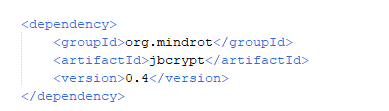 <dependency>
    <groupId>org.mindrot</groupId>
    <artifactId>jbcrypt</artifactId>
    <version>0.4</version>
</dependency>